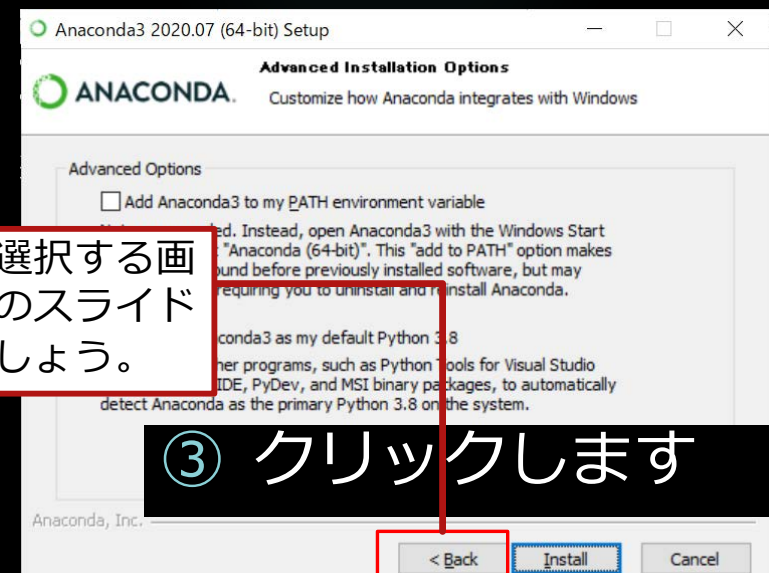 Anaconda3 2020.07 (64-bit) Setup
ANACONDA.
Advanced Installation Options
Customize how Anaconda integrates with Windows
Advanced Options
Add Anaconda3 to my PATH environment variable
ed. Instead, open Anaconda3 with the Windows Start
"Anaconda (64-bit)". This "add to PATH" option makes
und before previously installed software, but may
requiring you to uninstall and reinstall Anaconda.
選択する画
のスライド
しょう。
conda3 as my default Python 3.8
her programs, such as Python Tools for Visual Studio
IDE, PyDev, and MSI binary packages, to automatically
detect Anaconda as the primary Python 3.8 on the system.
③ クリックします
Anaconda, Inc.
< Back
Install
Cancel